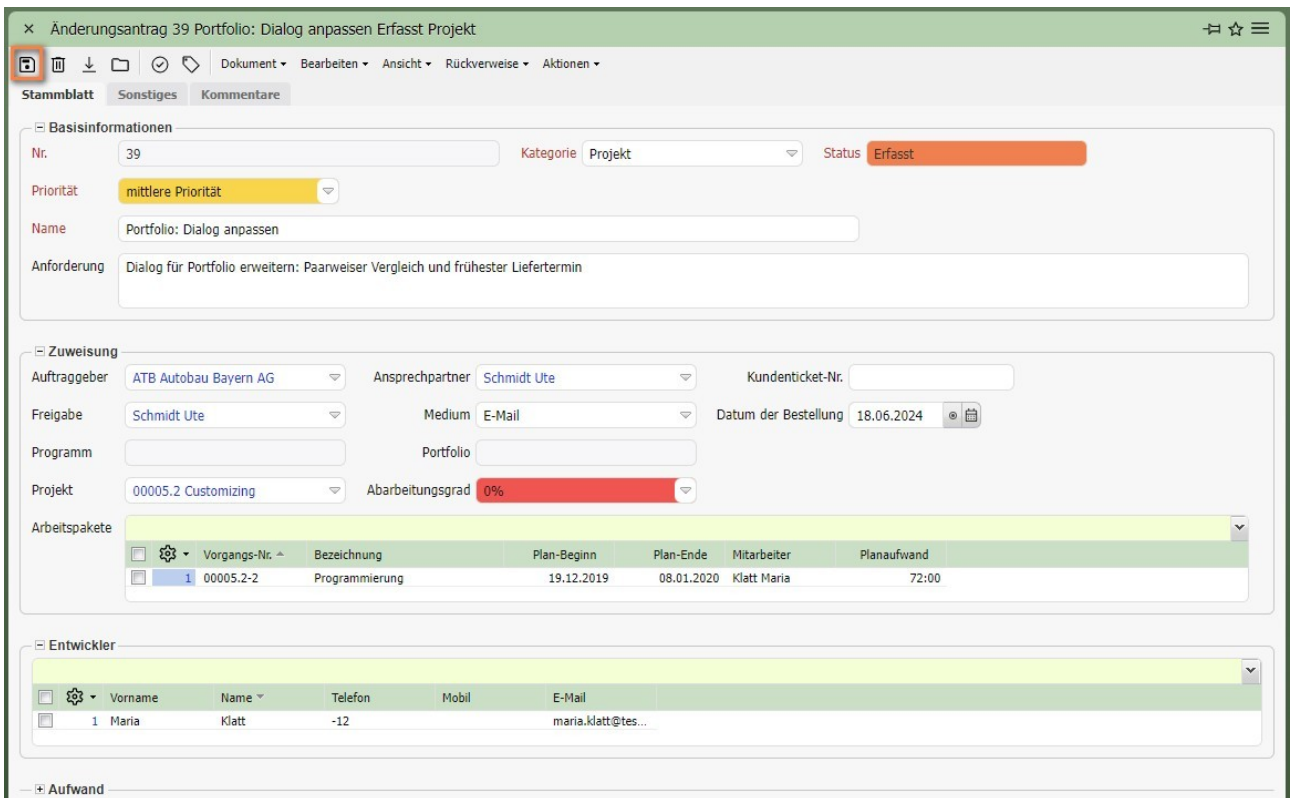 Änderungsantrag 39 Portfolio: Dialog anpassen Erfasst Projekt
Dokument Bearbeiten Ansicht Rückverweise Aktionen
Stammblatt Sonstiges Kommentare
Basisinformationen
Nr. 39 Kategorie Projekt Status Erfasst
Priorität mittlere Priorität
Name Portfolio: Dialog anpassen
Anforderung Dialog für Portfolio erweitern: Paarweiser Vergleich und frühester Liefertermin
Zuweisung
Auftraggeber ATB Autobau Bayern AG Ansprechpartner Schmidt Ute Kundenticket-Nr.
Freigabe Schmidt Ute Medium E-Mail Datum der Bestellung 18.06.2024
Programm Portfolio
Projekt 00005.2 Customizing Abarbeitungsgrad 0%
Arbeitspakete
Vorgangs-Nr. Bezeichnung Plan-Beginn Plan-Ende Mitarbeiter Planaufwand
1 00005.2-2 Programmierung 19.12.2019 08.01.2020 Klatt Maria 72:00
Entwickler
Vorname Name Telefon Mobil E-Mail
1 Maria Klatt -12 maria.klatt@tes...
Aufwand